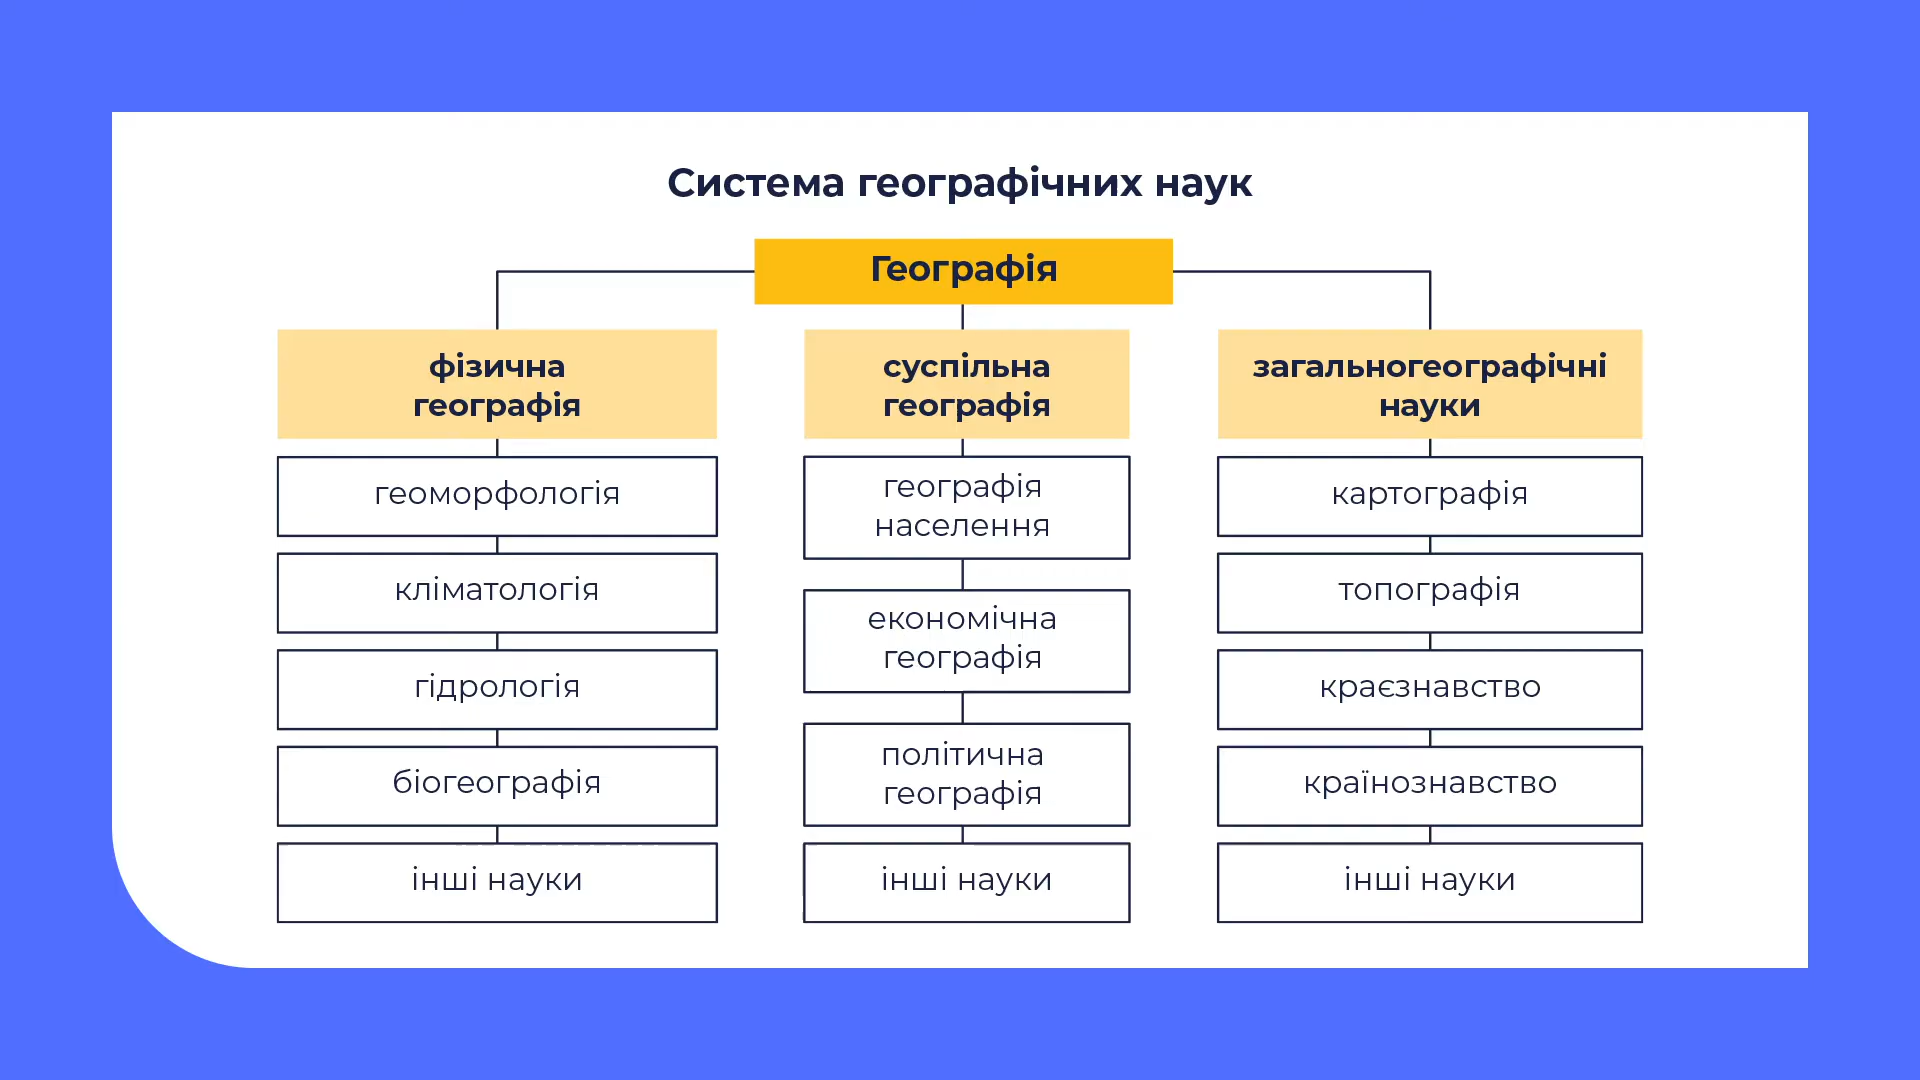 Система географічних наук
Географія
фізична
географія
геоморфологія
кліматологія
гідрологія
біогеографія
інші науки
суспільна
географія
географія
населення
економічна
географія
політична
географія
інші науки
загальногеографічні
науки
картографія
топографія
краєзнавство
країнознавство
інші науки